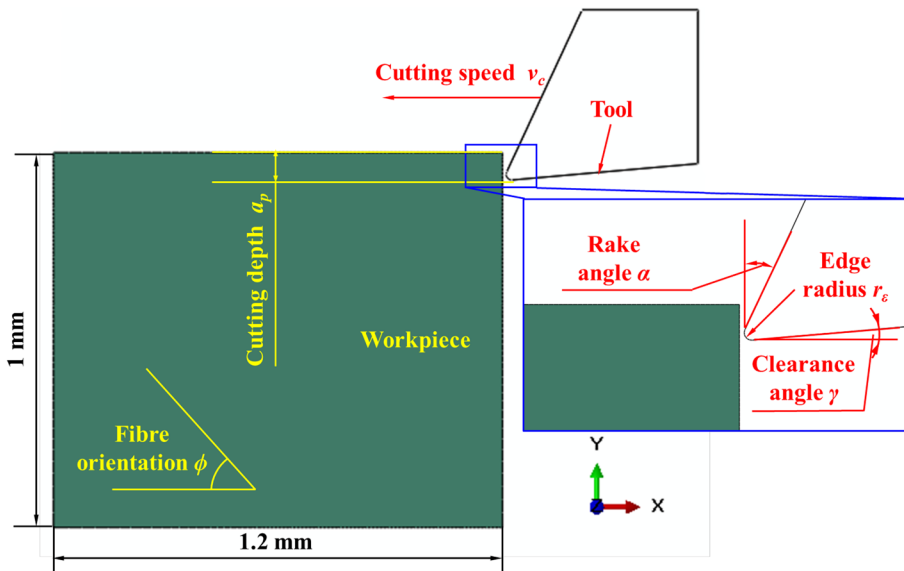 Cutting speed v_c
Tool
Cutting depth a_p
Rake
angle α
Edge
radius r_ε
1 mm
Workpiece
Clearance
angle γ
Fibre
orientation ϕ
Y
X
1.2 mm